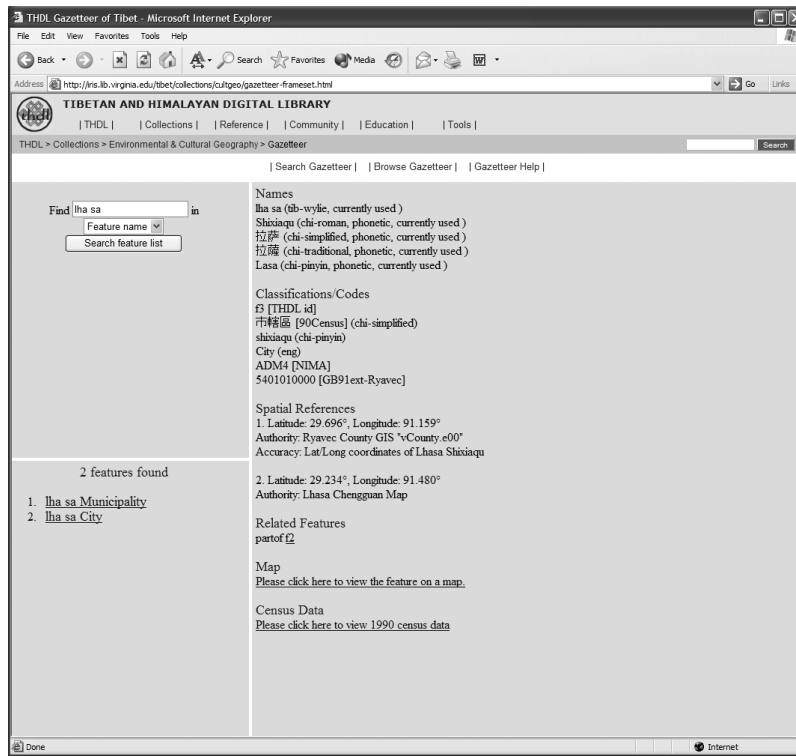 THDL Gazetteer of Tibet - Microsoft Internet Explorer
File Edit View Favorites Tools Help
Back Search Favorites Media
Address http://iris.lib.virginia.edu/tibet/collections/cultgeo/gazetteer-frameset.html Go Links
thdl
TIBETAN AND HIMALAYAN DIGITAL LIBRARY
| THDL | | Collections | | Reference | | Community | | Education | | Tools |
THDL > Collections > Environmental & Cultural Geography > Gazetteer Search
| Search Gazetteer | | Browse Gazetteer | | Gazetteer Help |
Find lha sa in
Feature name
Search feature list
2 features found
1. lha sa Municipality
2. lha sa City
Names
lha sa (tib-wylie, currently used )
Shixiaqu (chi-roman, phonetic, currently used )
拉萨 (chi-simplified, phonetic, currently used )
拉薩 (chi-traditional, phonetic, currently used )
Lasa (chi-pinyin, phonetic, currently used )
Classifications/Codes
f3 [THDL id]
市轄區 [90Census] (chi-simplified)
shixiaqu (chi-pinyin)
City (eng)
ADM4 [NIMA]
5401010000 [GB91ext-Ryavec]
Spatial References
1. Latitude: 29.696°, Longitude: 91.159°
Authority: Ryavec County GIS "vCounty.e00"
Accuracy: Lat/Long coordinates of Lhasa Shixiaqu
2. Latitude: 29.234°, Longitude: 91.480°
Authority: Lhasa Chengguan Map
Related Features
partof f2
Map
Please click here to view the feature on a map.
Census Data
Please click here to view 1990 census data
Done Internet